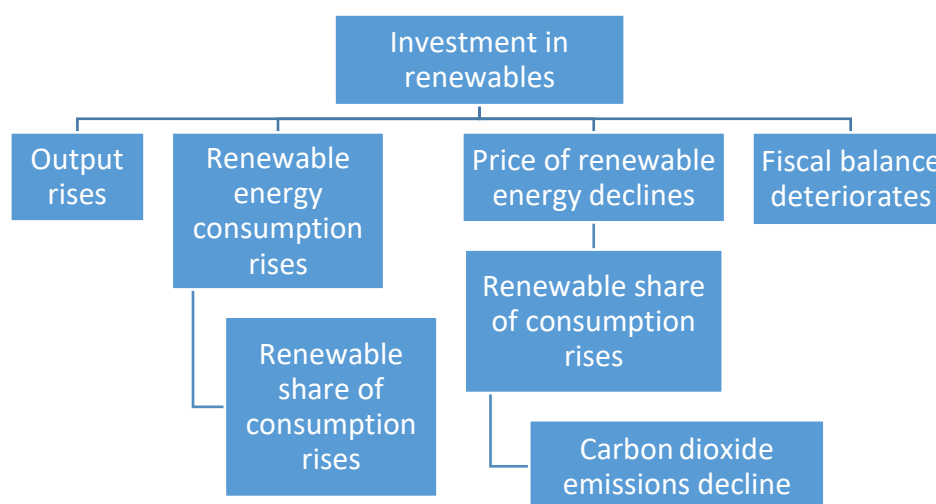 Investment in
renewables
Output
rises
Renewable
energy
consumption
rises
Price of renewable
energy declines
Fiscal balance
deteriorates
Renewable
share of
consumption
rises
Renewable share
of consumption
rises
Carbon dioxide
emissions decline